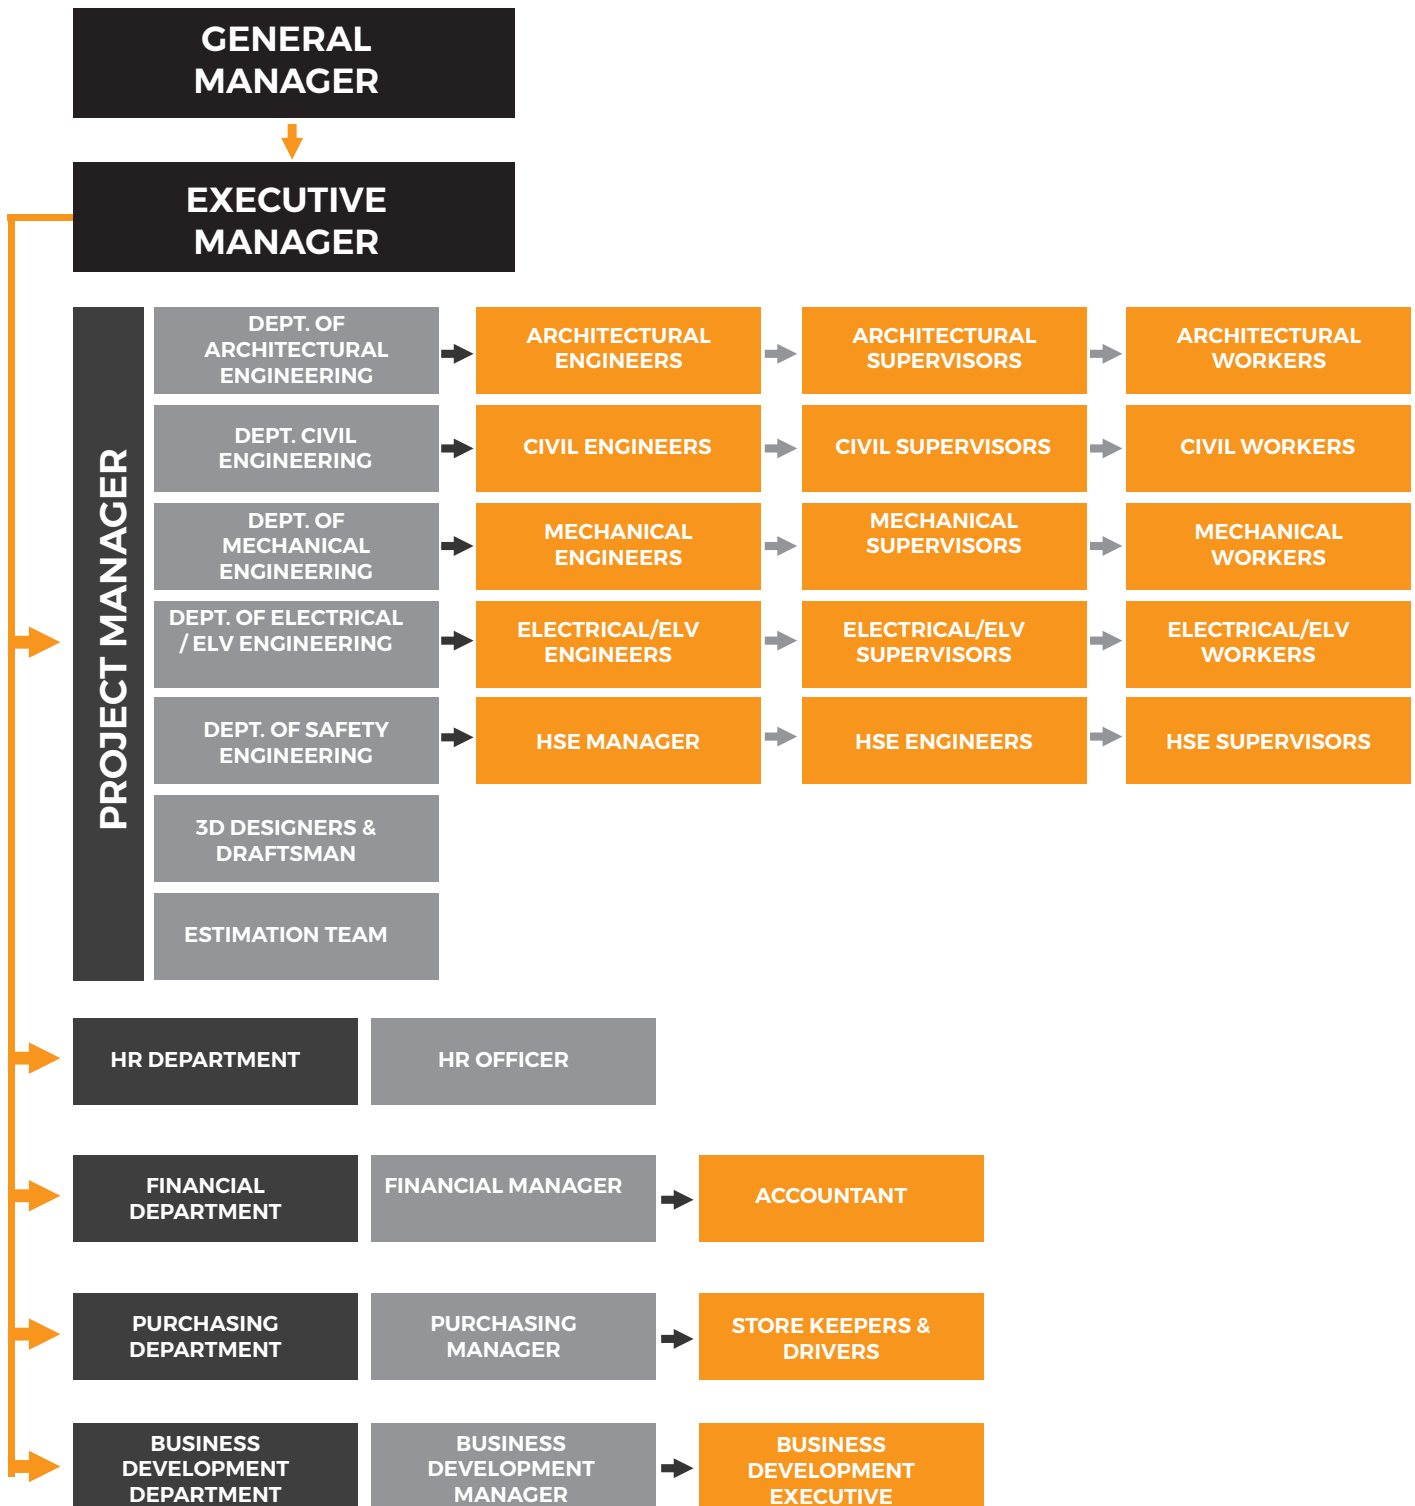 GENERAL
MANAGER
EXECUTIVE
MANAGER
PROJECT MANAGER
DEPT. OF
ARCHITECTURAL
ENGINEERING
ARCHITECTURAL
ENGINEERS
ARCHITECTURAL
SUPERVISORS
ARCHITECTURAL
WORKERS
DEPT. CIVIL
ENGINEERING
CIVIL ENGINEERS
CIVIL SUPERVISORS
CIVIL WORKERS
DEPT. OF
MECHANICAL
ENGINEERING
MECHANICAL
ENGINEERS
MECHANICAL
SUPERVISORS
MECHANICAL
WORKERS
DEPT. OF ELECTRICAL
/ ELV ENGINEERING
ELECTRICAL/ELV
ENGINEERS
ELECTRICAL/ELV
SUPERVISORS
ELECTRICAL/ELV
WORKERS
DEPT. OF SAFETY
ENGINEERING
HSE MANAGER
HSE ENGINEERS
HSE SUPERVISORS
3D DESIGNERS &
DRAFTSMAN
ESTIMATION TEAM
HR DEPARTMENT
HR OFFICER
FINANCIAL
DEPARTMENT
FINANCIAL MANAGER
ACCOUNTANT
PURCHASING
DEPARTMENT
PURCHASING
MANAGER
STORE KEEPERS &
DRIVERS
BUSINESS
DEVELOPMENT
DEPARTMENT
BUSINESS
DEVELOPMENT
MANAGER
BUSINESS
DEVELOPMENT
EXECUTIVE